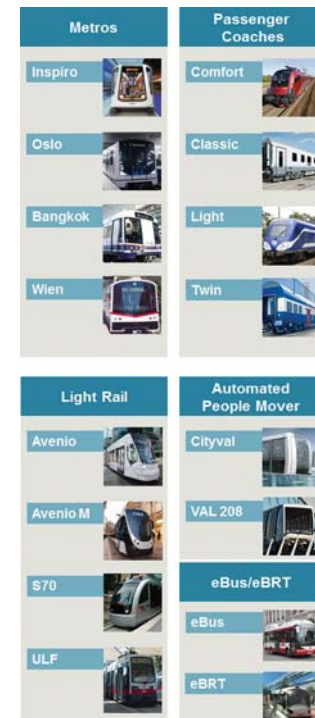 Metros
Inspiro
Oslo
Bangkok
Wien
Passenger
Coaches
Comfort
Classic
Light
Twin
Light Rail
Avenio
Avenio M
S70
ULF
Automated
People Mover
Cityval
VAL 208
eBus/eBRT
eBus
eBRT